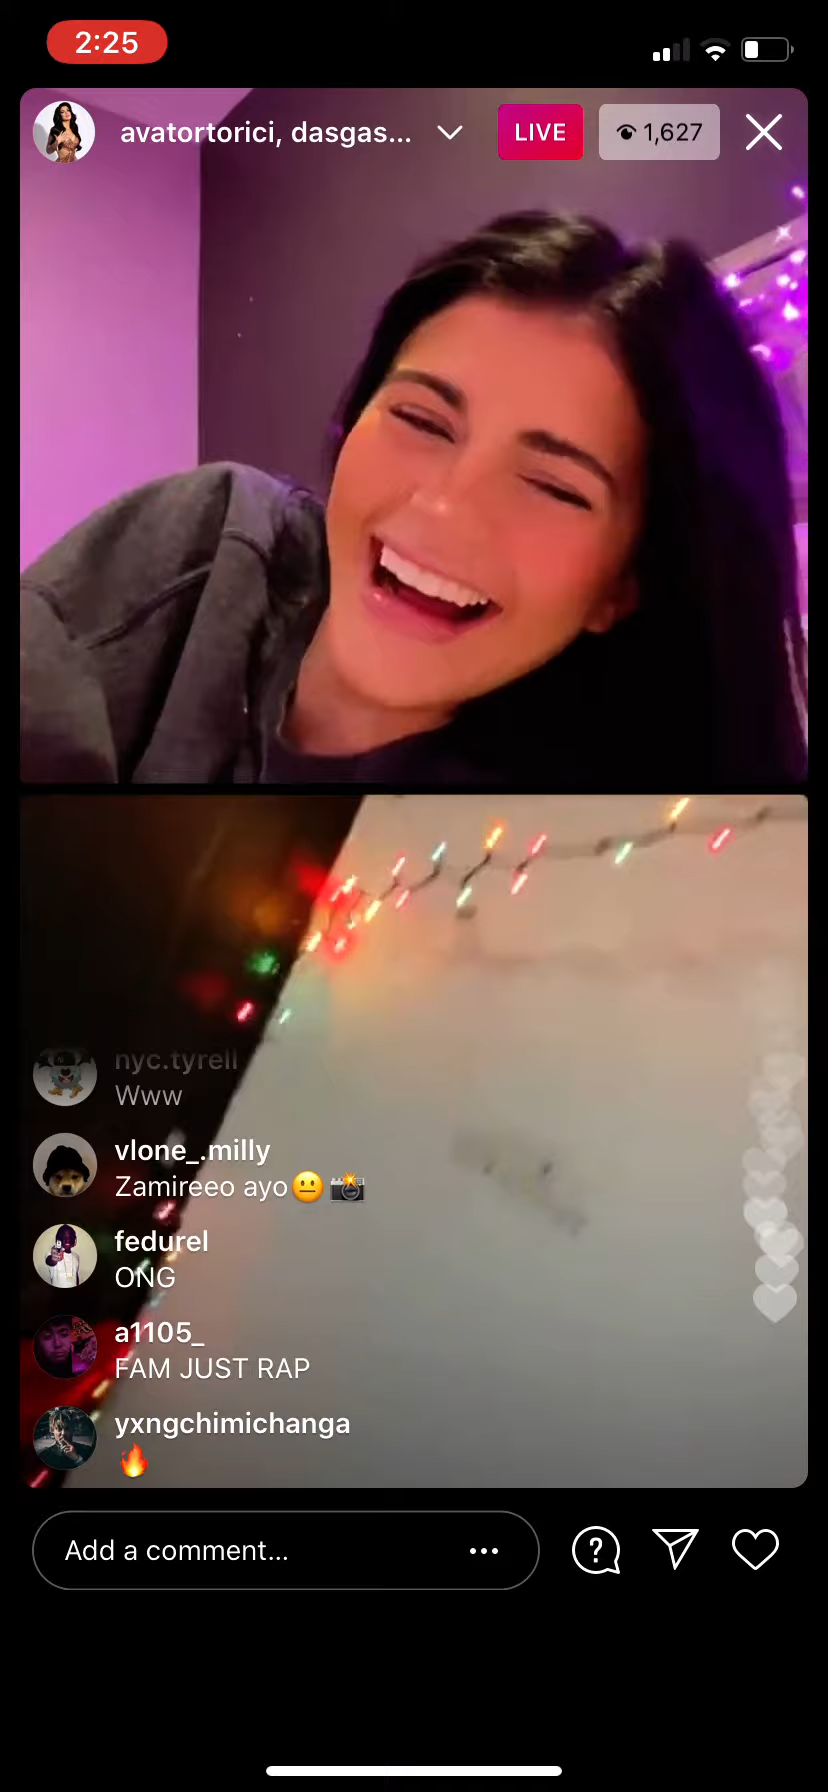 2:25
avatortorici, dasgas...
LIVE
1,627
nyc.tyrell
Www
vlone_.milly
Zamireeo ayo😐📸
fedurel
ONG
a1105_
FAM JUST RAP
yxngchimichanga
🔥
Add a comment...